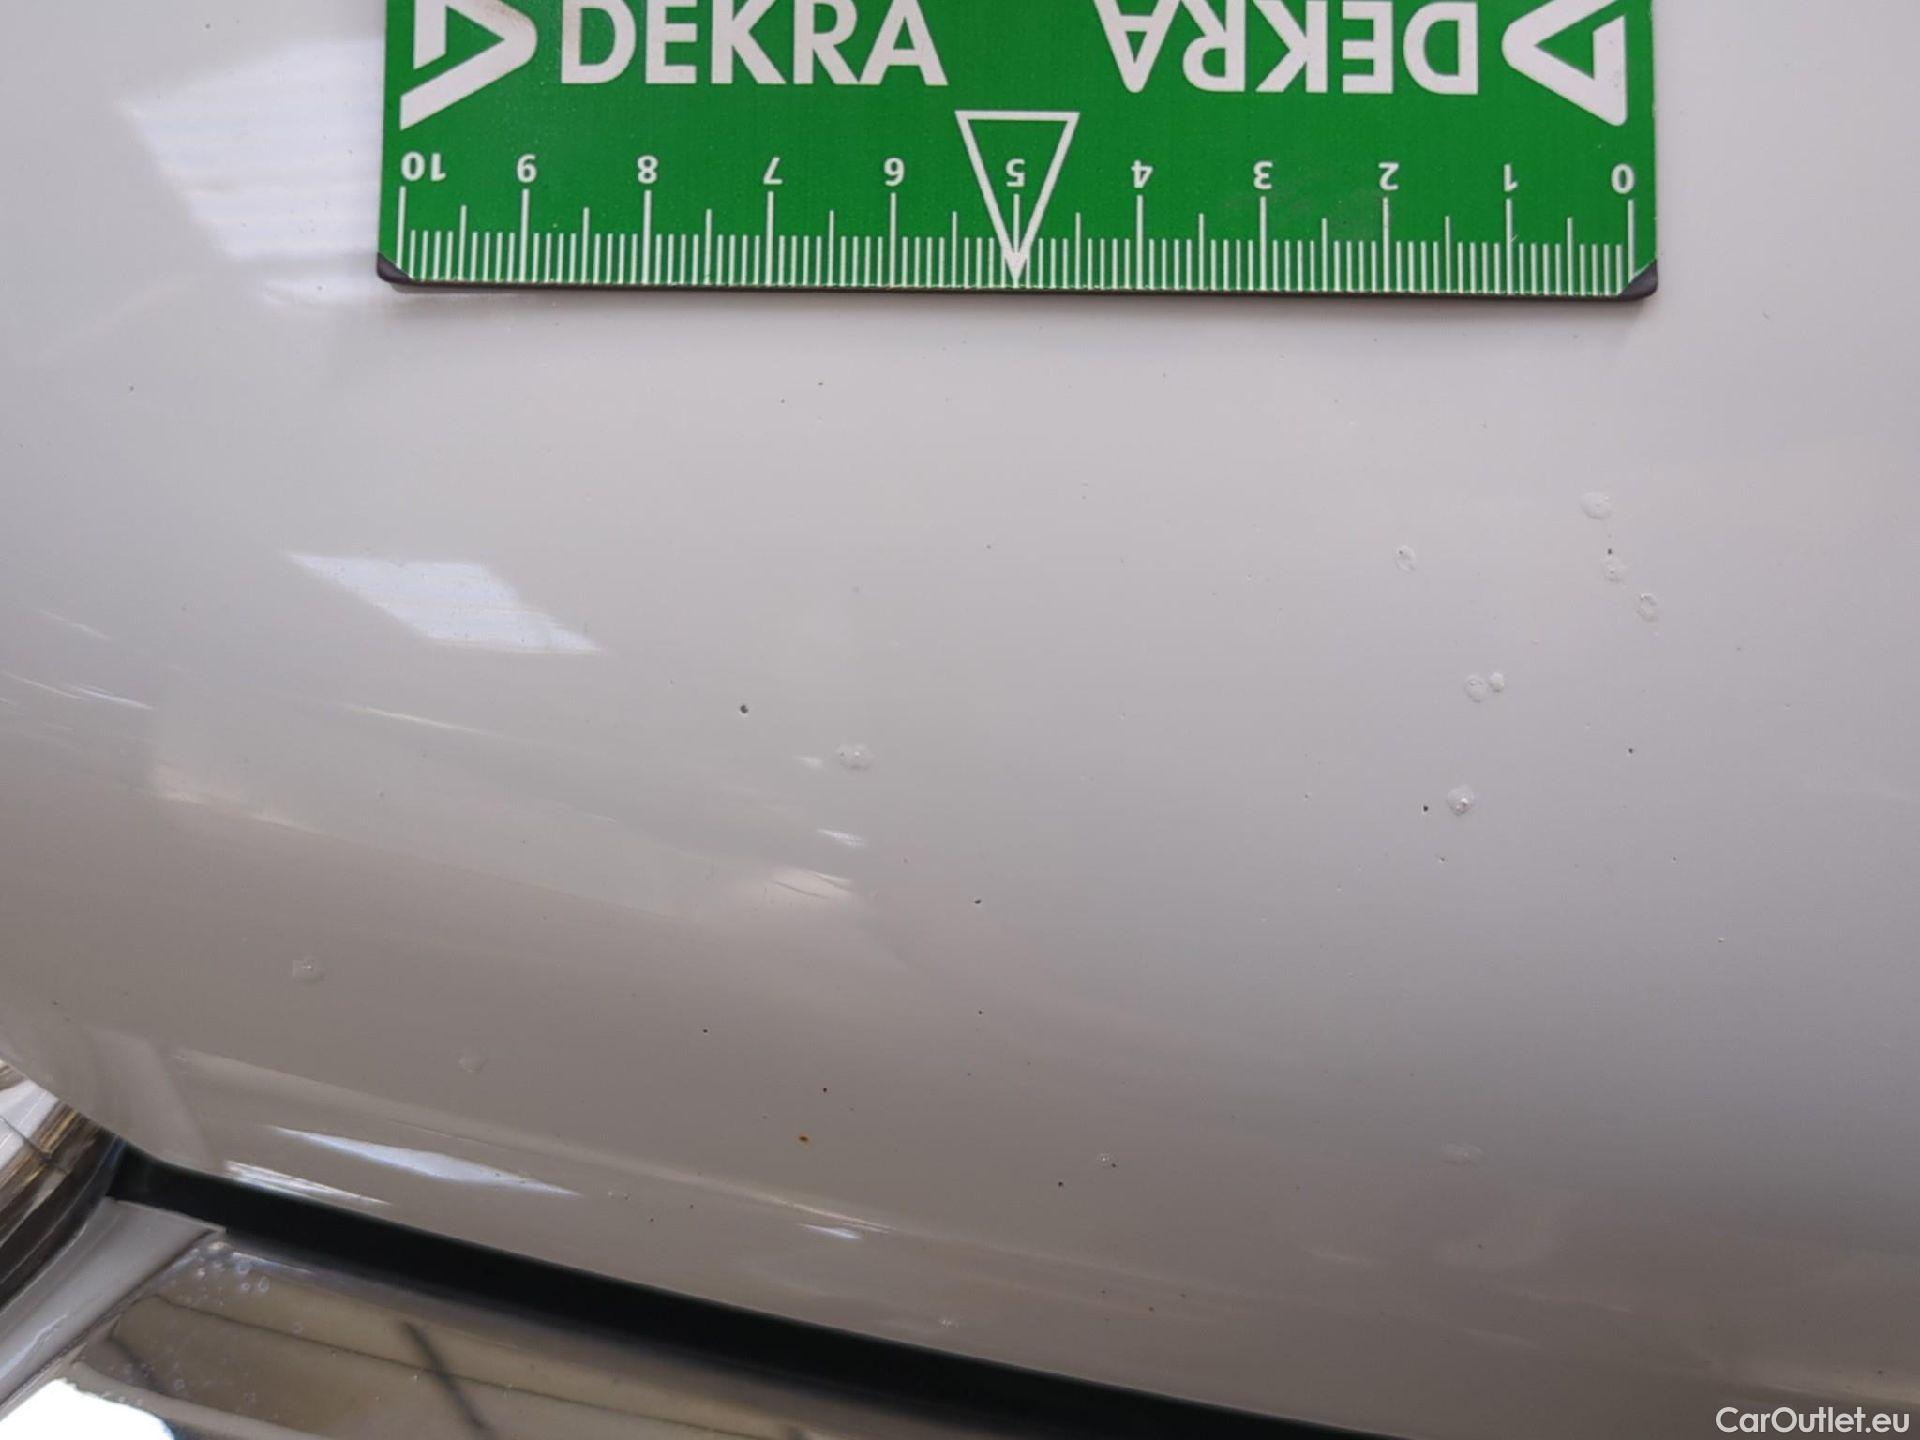 DEKRA DEKRA
10 9 8 7 6 5 4 3 2 1 0
CarOutlet.eu